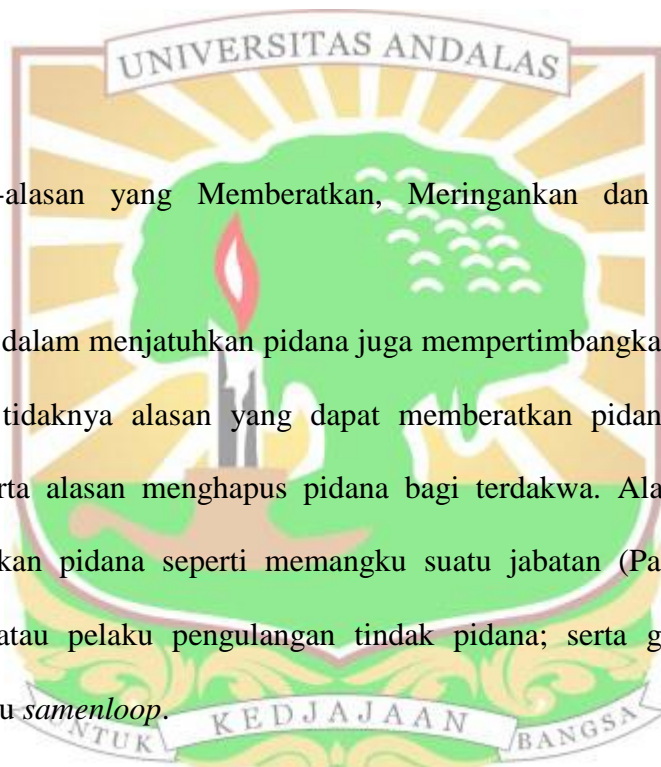 UNIVERSITAS ANDALAS
-alasan yang Memberatkan, Meringankan dan
dalam menjatuhkan pidana juga mempertimbangka
tidaknya alasan yang dapat memberatkan pidan
rta alasan menghapus pidana bagi terdakwa. Ala
kan pidana seperti memangku suatu jabatan (Pa
atau pelaku pengulangan tindak pidana; serta g
u samenloop.
NTUK KEDJAJAAN BANGSA